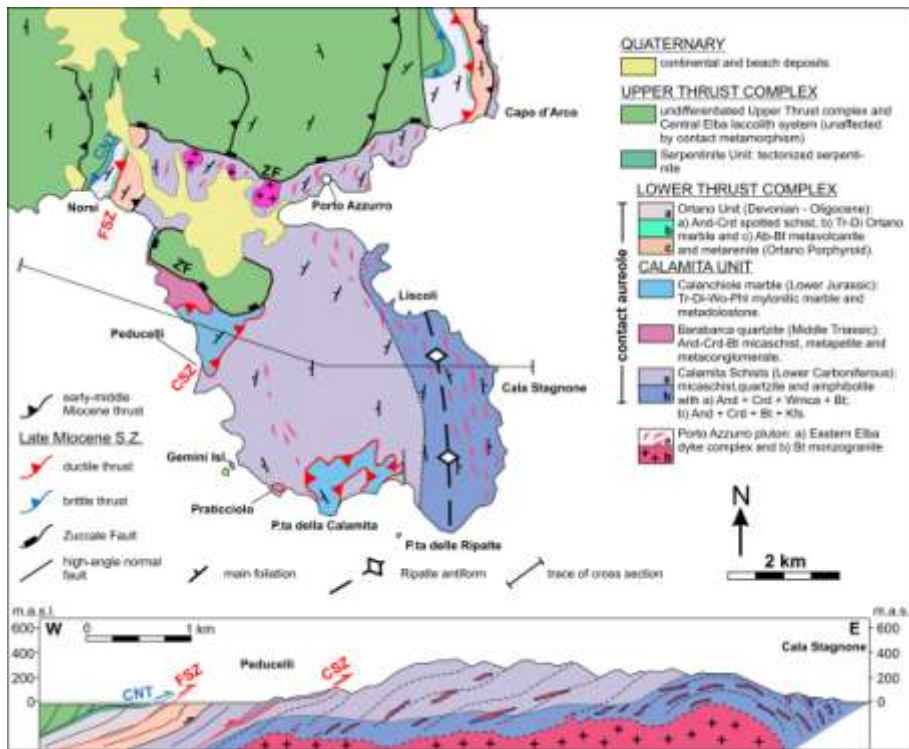 QUATERNARY
continental and beach deposits
UPPER THRUST COMPLEX
undifferentiated Upper Thrust complex and
Central Elba laccolith system (unaffected
by contact metamorphism)
Serpentinite Unit: tectonized serpenti-
nite
LOWER THRUST COMPLEX
a
b
c
Ortano Unit (Devonian - Oligocene):
a) And-Crd spotted schist, b) Tr-Di Ortano
marble and c) Ab-Bt metavolcanite
and metarenite (Ortano Porphyroid).
CALAMITA UNIT
Calanchiole marble (Lower Jurassic):
Tr-Di-Wo-Phl mylonitic marble and
metadolostone.
Barabarca quartzite (Middle Triassic):
And-Crd-Bt micaschist, metapelite and
metaconglomerate.
a
b
Calamita Schists (Lower Carboniferous):
micaschist, quartzite and amphibolite
with a) And + Crd + Wmca + Bt;
b) And + Crd + Bt + Kfs
a
b
Porto Azzurro pluton: a) Eastern Elba
dyke complex and b) Bt monzogranite
contact aureole
Cape d'Arco
CNT
ZF
Norsi
FSZ
Porto Azzurro
ZF
Liscoli
Peducelli
CSZ
Cala Stagnone
Gemini Isl.
Praticciolo
P.ta della Calamita
P.ta delle Ripalte
early-middle
Miocene thrust
Late Miocene S.Z.
ductile thrust
brittle thrust
Zuccale Fault
high-angle normal
fault
main foliation
Ripalte antiform
trace of cross section
N
2 km
m.a.s.l.
m.a.s.
600
400
200
0
W
0
1 km
CNT
FSZ
Peducelli
CSZ
E
Cala Stagnone
600
400
200
0